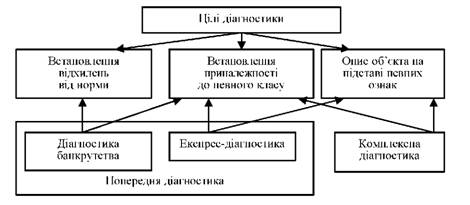 Цілі діагностики
Встановлення
відхилень
від норми
Встановлення
приналежності
до певного класу
Опис об’єкта на
підставі певних
ознак
Діагностика
банкрутства
Експрес-діагностика
Комплексна
діагностика
Попередня діагностика